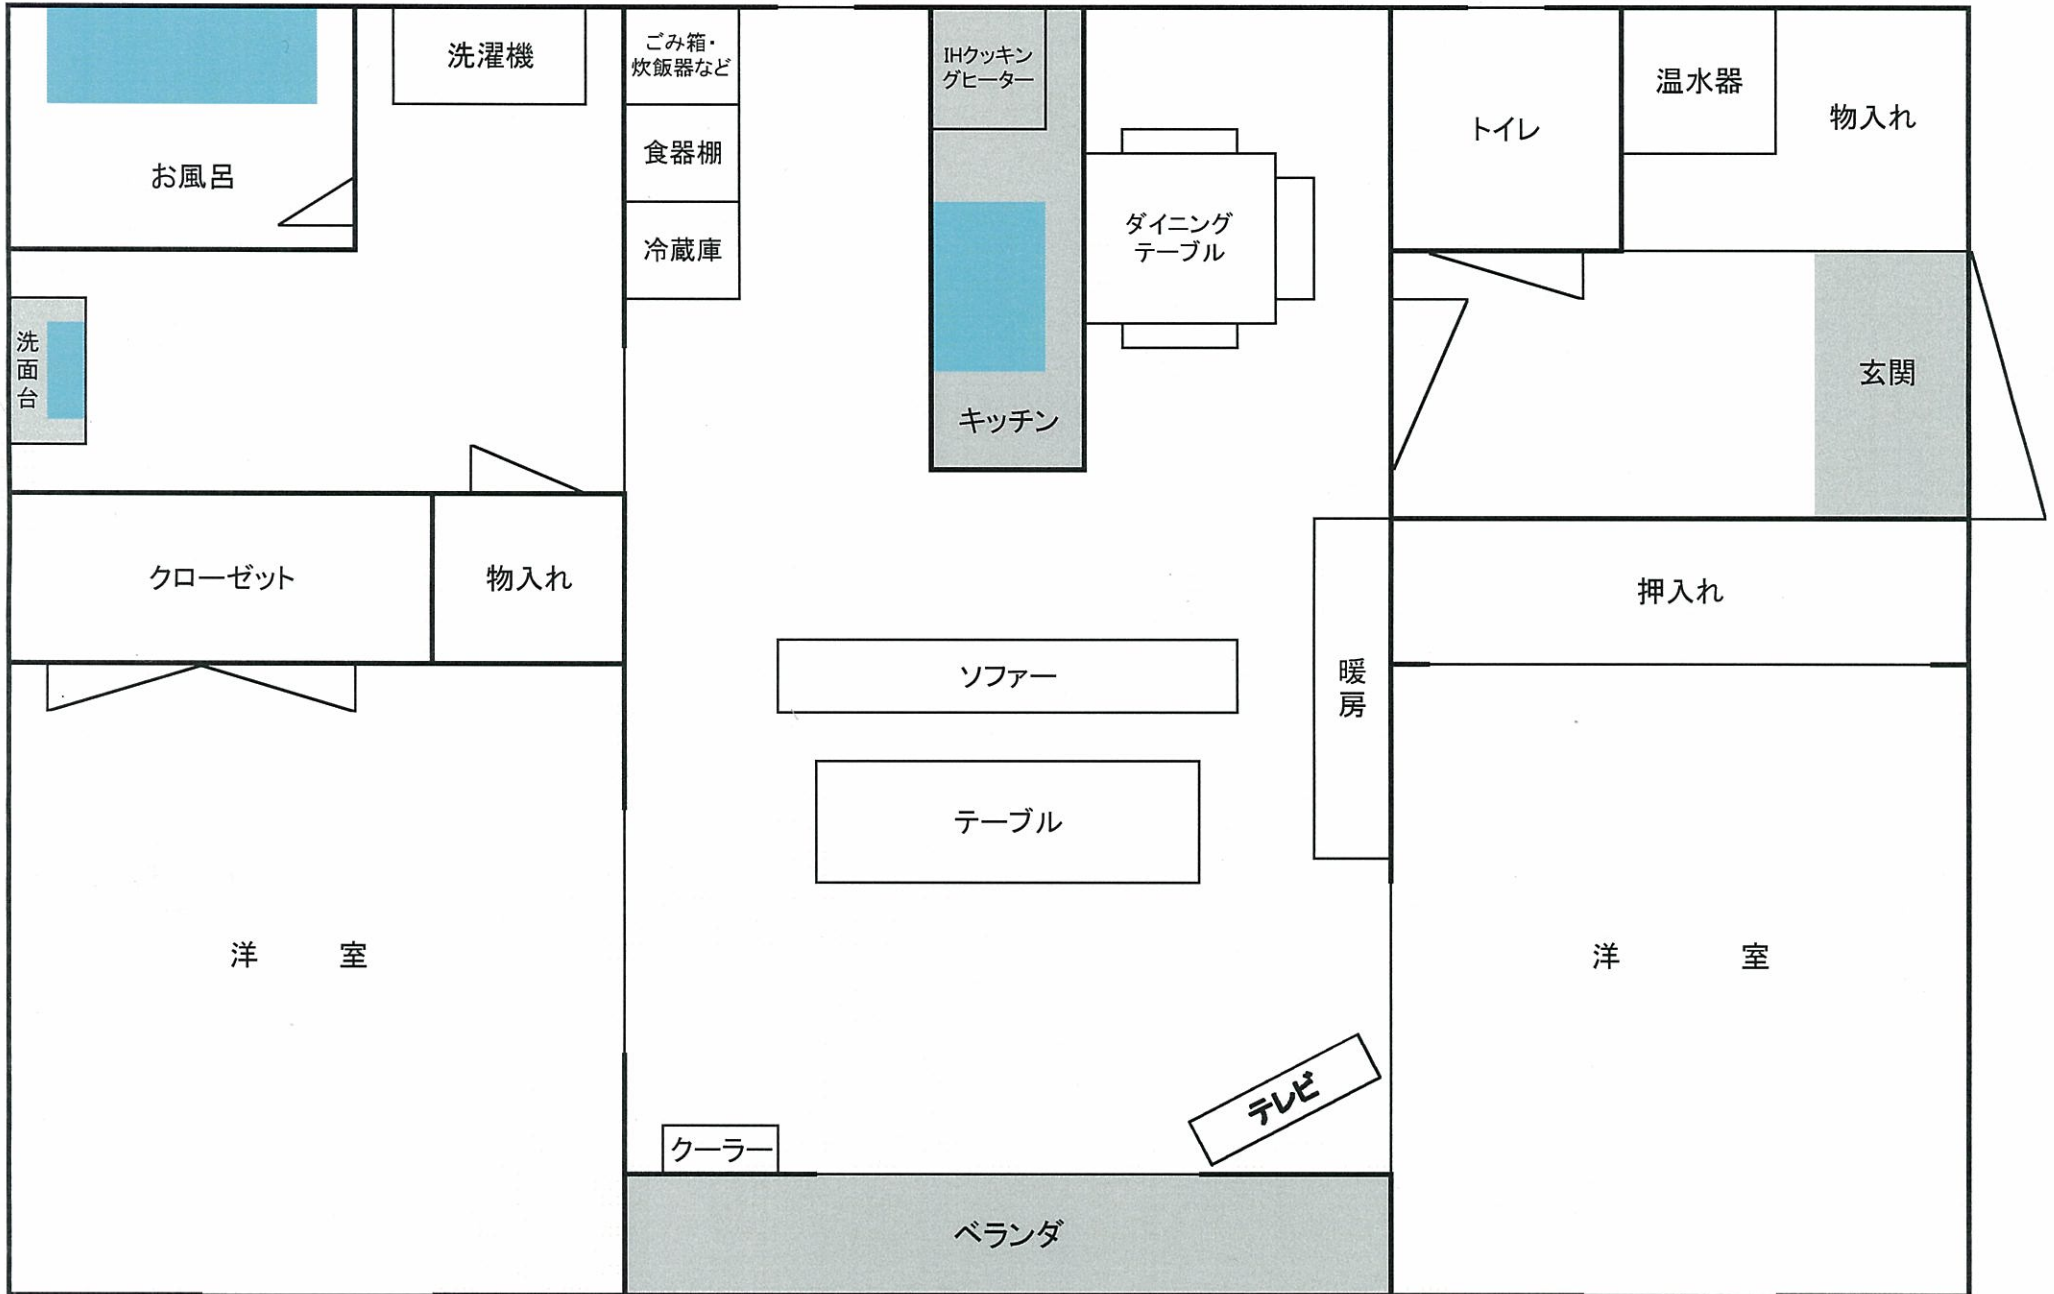 洗濯機
ごみ箱・
炊飯器など
IHクッキン
グヒーター
温水器
物入れ
トイレ
お風呂
食器棚
冷蔵庫
ダイニング
テーブル
洗面台
キッチン
玄関
クローゼット
物入れ
押入れ
ソファー
暖房
テーブル
洋　室
洋　室
テレビ
クーラー
ベランダ